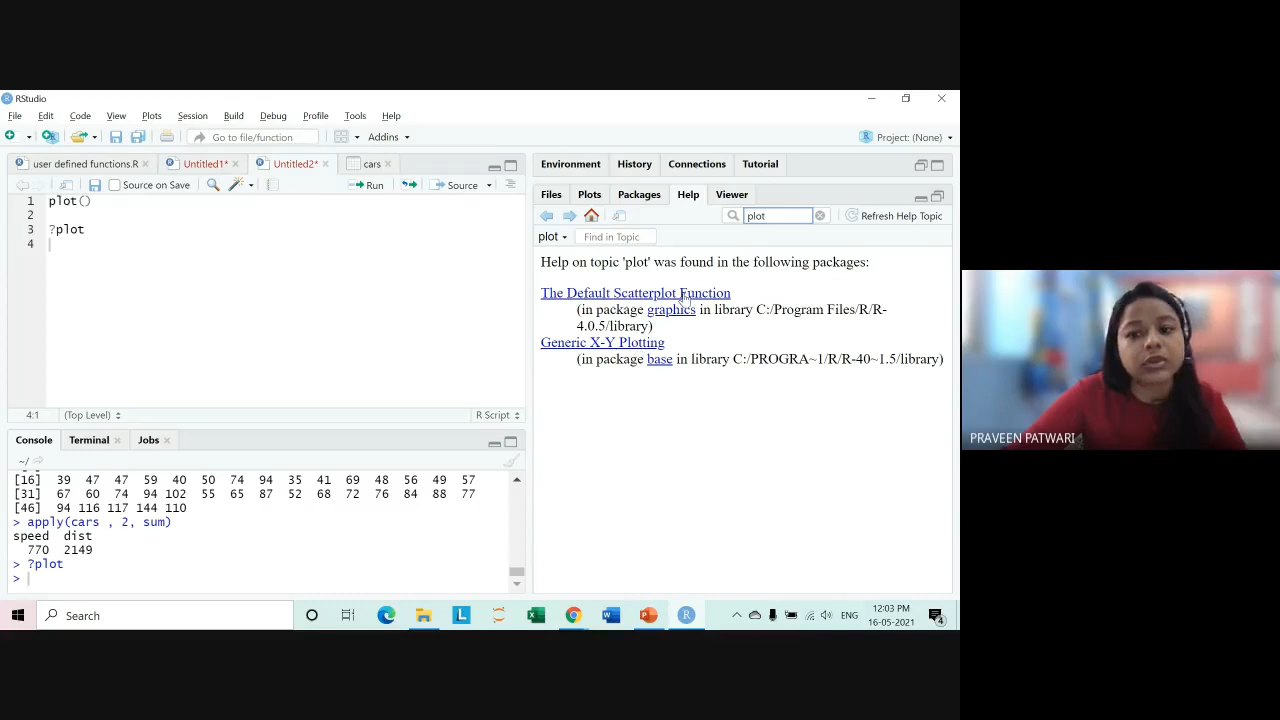 RStudio
File Edit Code View Plots Session Build Debug Profile Tools Help
Go to file/function Addins Project: (None)
user defined functions.R Untitled1* Untitled2* cars
Source on Save Run Source
1 plot()
2
3 ?plot
4
4:1 (Top Level) R Script
Console Terminal Jobs
~/
[16] 39 47 47 59 40 50 74 94 35 41 69 48 56 49 57
[31] 67 60 74 94 102 55 65 87 52 68 72 76 84 88 77
[46] 94 116 117 144 110
> apply(cars , 2, sum)
speed dist
770 2149
> ?plot
>
Environment History Connections Tutorial
Files Plots Packages Help Viewer
plot Refresh Help Topic
plot Find in Topic
Help on topic 'plot' was found in the following packages:
The Default Scatterplot Function
(in package graphics in library C:/Program Files/R/R-
4.0.5/library)
Generic X-Y Plotting
(in package base in library C:/PROGRA~1/R/R-40~1.5/library)
PRAVEEN PATWARI
Search
ENG
12:03 PM
16-05-2021
4